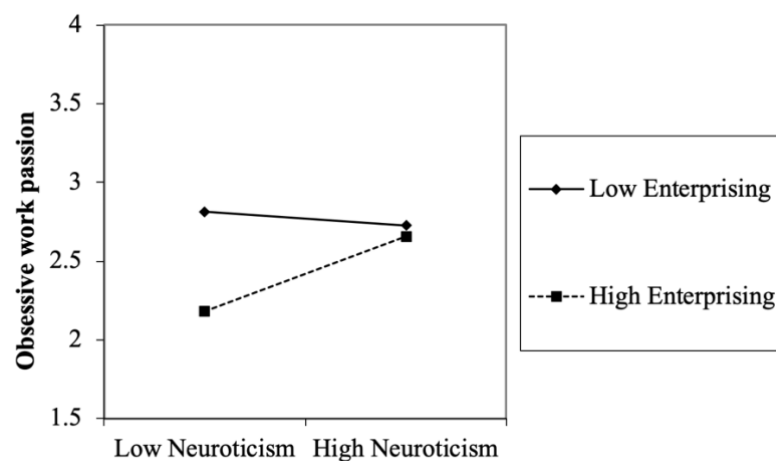 4
3.5
3
2.5
2
1.5
Obsessive work passion
Low Neuroticism
High Neuroticism
Low Enterprising
High Enterprising